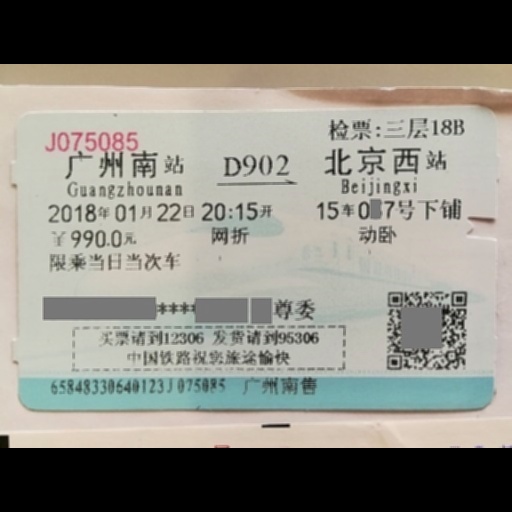 J075085
检票:三层18B
广州南站 D902 北京西站
Guangzhounan Beijingxi
2018年01月22日20:15开 15车0 7号下铺
￥990.0元 网折 动卧
限乘当日当次车
**** 尊委
买票请到12306 发货请到95306
中国铁路祝您旅途愉快
65848330640123J075085 广州南售